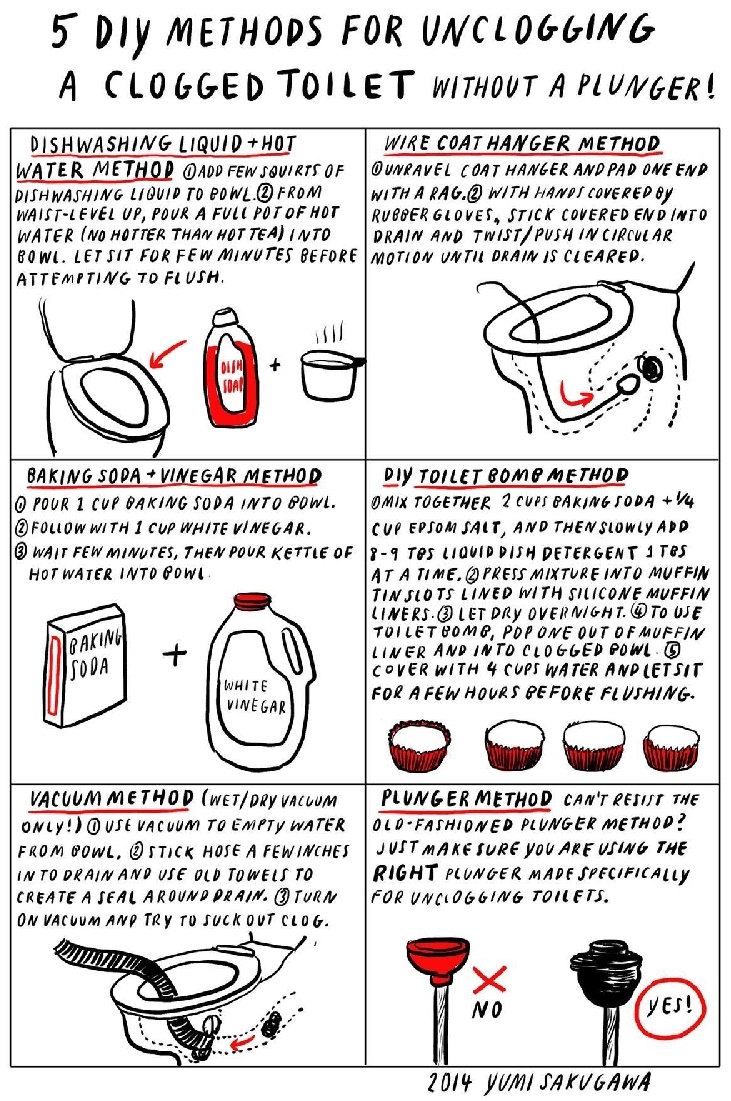 5 DIY METHODS FOR UNCLOGGING
A CLOGGED TOILET WITHOUT A PLUNGER!
DISHWASHING LIQUID + HOT
WATER METHOD ① ADD FEW SQUIRTS OF
DISHWASHING LIQUID TO BOWL. ② FROM
WAIST-LEVEL UP, POUR A FULL POT OF HOT
WATER (NO HOTTER THAN HOT TEA) INTO
BOWL. LET SIT FOR FEW MINUTES BEFORE
ATTEMPTING TO FLUSH.
DISH
SOAP
+
WIRE COAT HANGER METHOD
① UNRAVEL COAT HANGER AND PAD ONE END
WITH A RAG. ② WITH HANDS COVERED BY
RUBBER GLOVES, STICK COVERED END INTO
DRAIN AND TWIST/PUSH IN CIRCULAR
MOTION UNTIL DRAIN IS CLEARED.
BAKING SODA + VINEGAR METHOD
① POUR 1 CUP BAKING SODA INTO BOWL.
② FOLLOW WITH 1 CUP WHITE VINEGAR.
③ WAIT FEW MINUTES, THEN POUR KETTLE OF
HOT WATER INTO BOWL.
BAKING
SODA
+
WHITE
VINEGAR
DIY TOILET BOMB METHOD
① MIX TOGETHER 2 CUPS BAKING SODA + 1/4
CUP EPSOM SALT, AND THEN SLOWLY ADD
8-9 TBS LIQUID DISH DETERGENT 1 TBS
AT A TIME. ② PRESS MIXTURE INTO MUFFIN
TIN SLOTS LINED WITH SILICONE MUFFIN
LINERS. ③ LET DRY OVERNIGHT. ④ TO USE
TOILET BOMB, POP ONE OUT OF MUFFIN
LINER AND INTO CLOGGED BOWL. ⑤
COVER WITH 4 CUPS WATER AND LET SIT
FOR A FEW HOURS BEFORE FLUSHING.
VACUUM METHOD (WET/DRY VACUUM
ONLY!) ① USE VACUUM TO EMPTY WATER
FROM BOWL. ② STICK HOSE A FEW INCHES
INTO DRAIN AND USE OLD TOWELS TO
CREATE A SEAL AROUND DRAIN. ③ TURN
ON VACUUM AND TRY TO SUCK OUT CLOG.
PLUNGER METHOD CAN'T RESIST THE
OLD-FASHIONED PLUNGER METHOD?
JUST MAKE SURE YOU ARE USING THE
RIGHT PLUNGER MADE SPECIFICALLY
FOR UNCLOGGING TOILETS.
NO
YES!
2014 YUMI SAKUGAWA